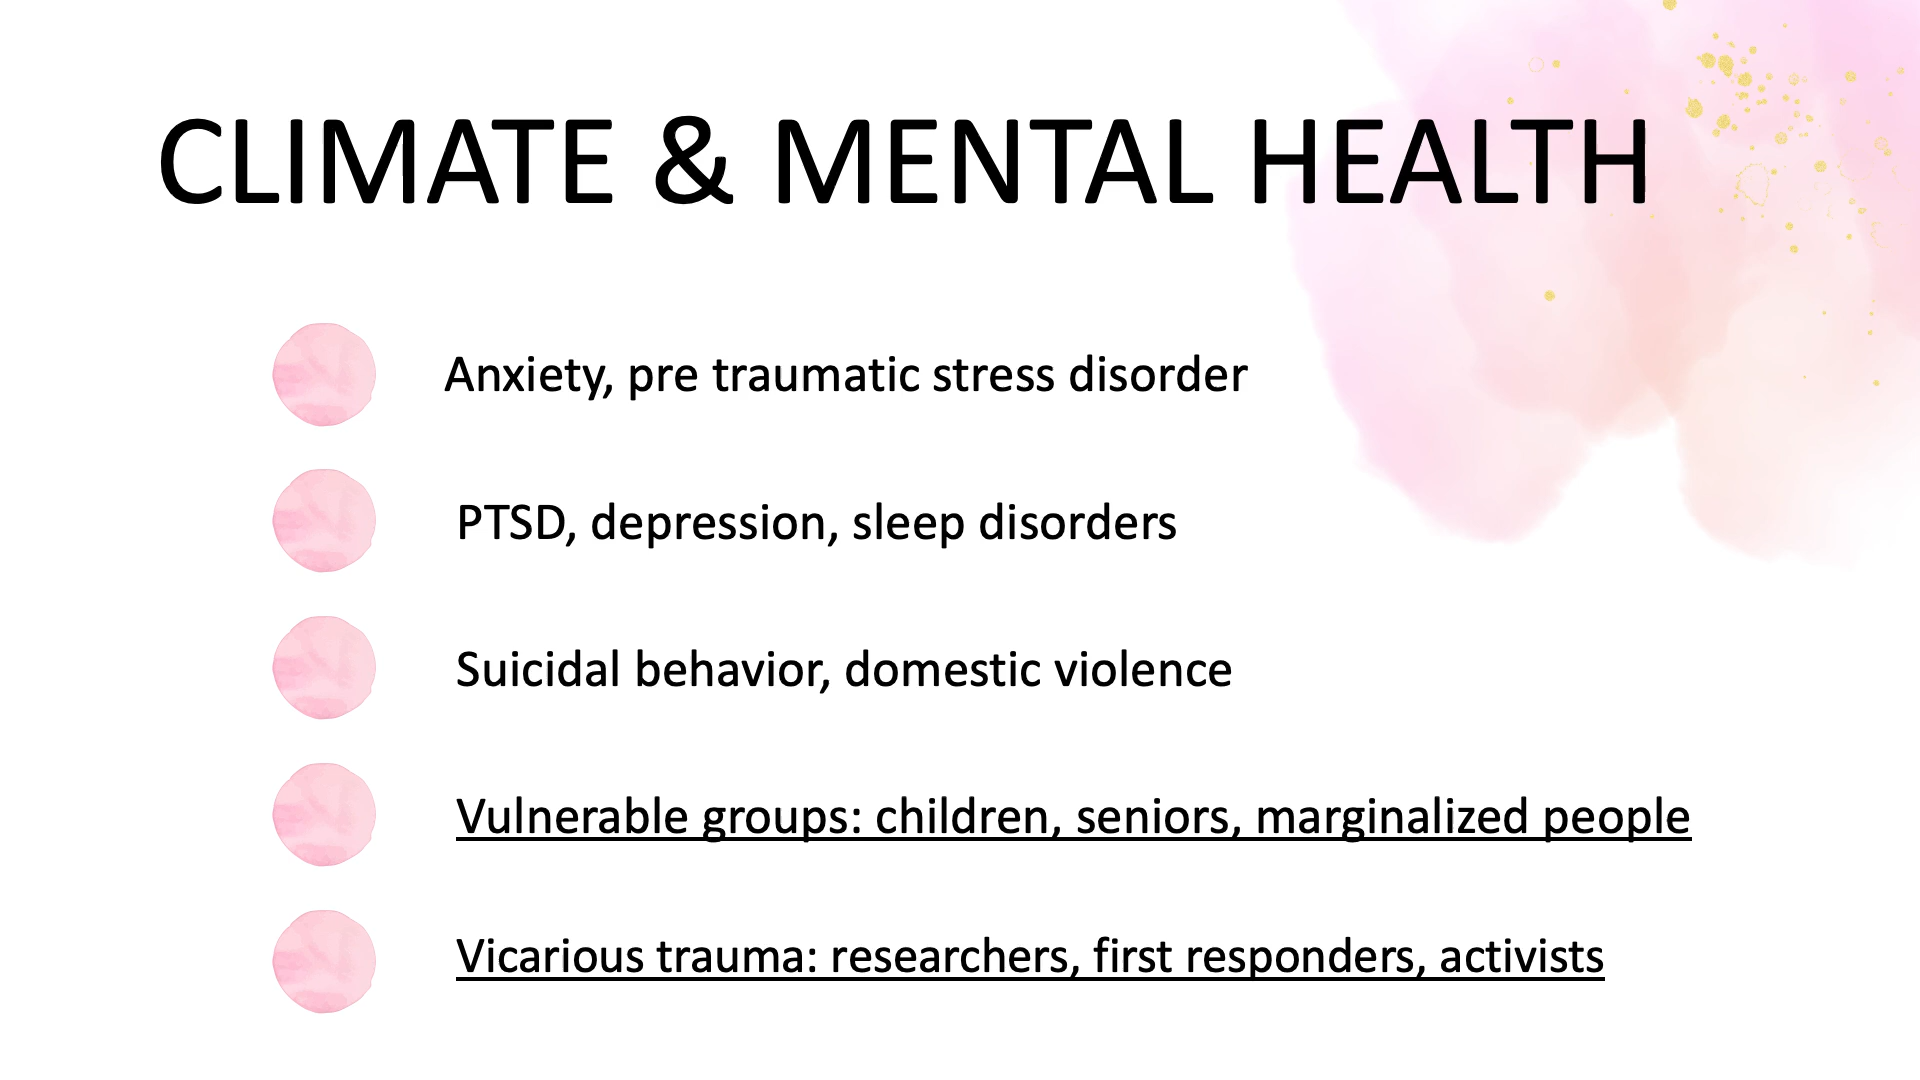 CLIMATE & MENTAL HEALTH
Anxiety, pre traumatic stress disorder
PTSD, depression, sleep disorders
Suicidal behavior, domestic violence
Vulnerable groups: children, seniors, marginalized people
Vicarious trauma: researchers, first responders, activists